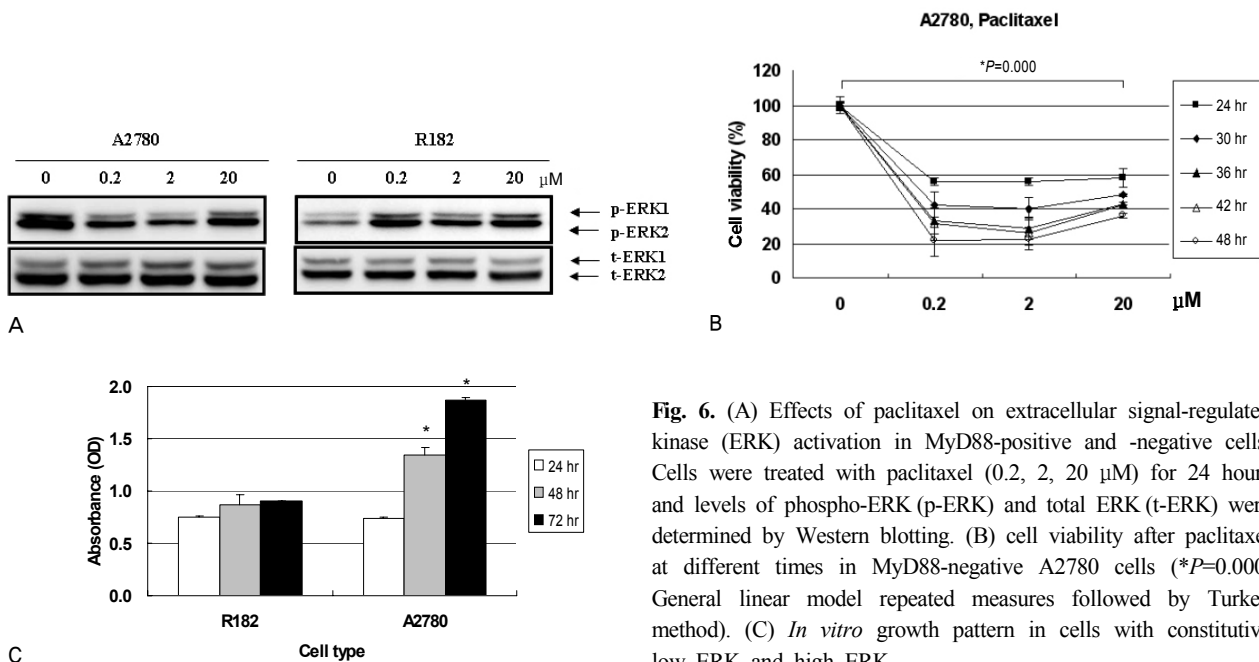 A2780
R182
0 0.2 2 20 0 0.2 2 20 μM
p-ERK1
p-ERK2
t-ERK1
t-ERK2
A
A2780, Paclitaxel
*P=0.000
Cell viability (%)
120
100
80
60
40
20
0
0 0.2 2 20 μM
24 hr
30 hr
36 hr
42 hr
48 hr
B
Absorbance (OD)
2.0
1.5
1.0
0.5
0.0
* *
24 hr
48 hr
72 hr
R182 A2780
Cell type
C
Fig. 6. (A) Effects of paclitaxel on extracellular signal-regulate
kinase (ERK) activation in MyD88-positive and -negative cells
Cells were treated with paclitaxel (0.2, 2, 20 μM) for 24 hour
and levels of phospho-ERK (p-ERK) and total ERK (t-ERK) wer
determined by Western blotting. (B) cell viability after paclitaxe
at different times in MyD88-negative A2780 cells (*P=0.000
General linear model repeated measures followed by Turke
method). (C) In vitro growth pattern in cells with constitutiv
low ERK and high ERK